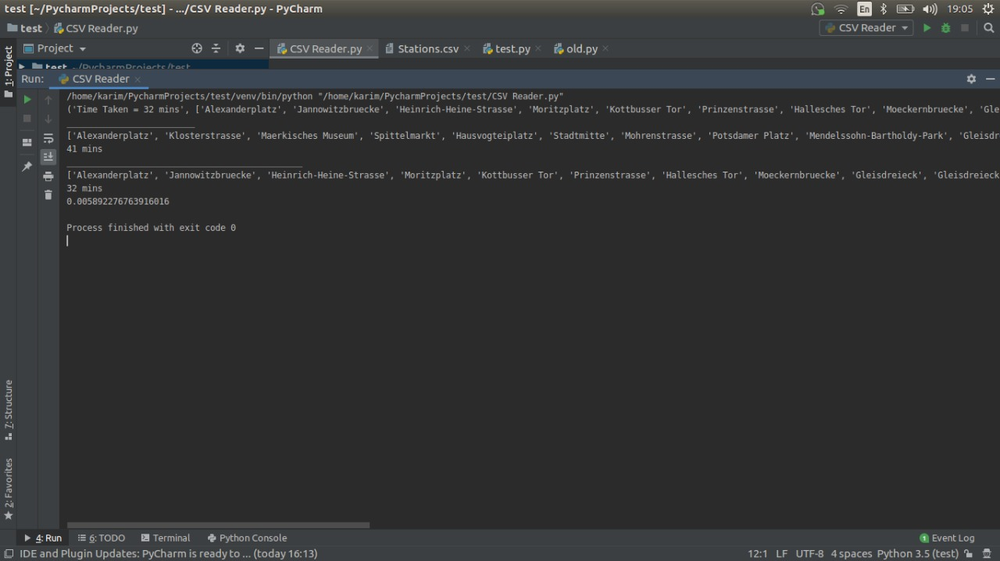 test [~/PycharmProjects/test] - .../CSV Reader.py - PyCharm
En
19:05
test
CSV Reader.py
CSV Reader
1: Project
Project
CSV Reader.py
Stations.csv
test.py
old.py
test ~/PycharmProjects/test
Run:
CSV Reader
/home/karim/PycharmProjects/test/venv/bin/python "/home/karim/PycharmProjects/test/CSV Reader.py"
('Time Taken = 32 mins', ['Alexanderplatz', 'Jannowitzbruecke', 'Heinrich-Heine-Strasse', 'Moritzplatz', 'Kottbusser Tor', 'Prinzenstrasse', 'Hallesches Tor', 'Moeckernbruecke', 'Gle
_________________________
['Alexanderplatz', 'Klosterstrasse', 'Maerkisches Museum', 'Spittelmarkt', 'Hausvogteiplatz', 'Stadtmitte', 'Mohrenstrasse', 'Potsdamer Platz', 'Mendelssohn-Bartholdy-Park', 'Gleisdre
41 mins
______________________________________________
['Alexanderplatz', 'Jannowitzbruecke', 'Heinrich-Heine-Strasse', 'Moritzplatz', 'Kottbusser Tor', 'Prinzenstrasse', 'Hallesches Tor', 'Moeckernbruecke', 'Gleisdreieck', 'Gleisdreieck
32 mins
0.005892276763916016
Process finished with exit code 0
7: Structure
2: Favorites
4: Run
6: TODO
Terminal
Python Console
1 Event Log
IDE and Plugin Updates: PyCharm is ready to ... (today 16:13)
12:1 LF UTF-8 4 spaces Python 3.5 (test)